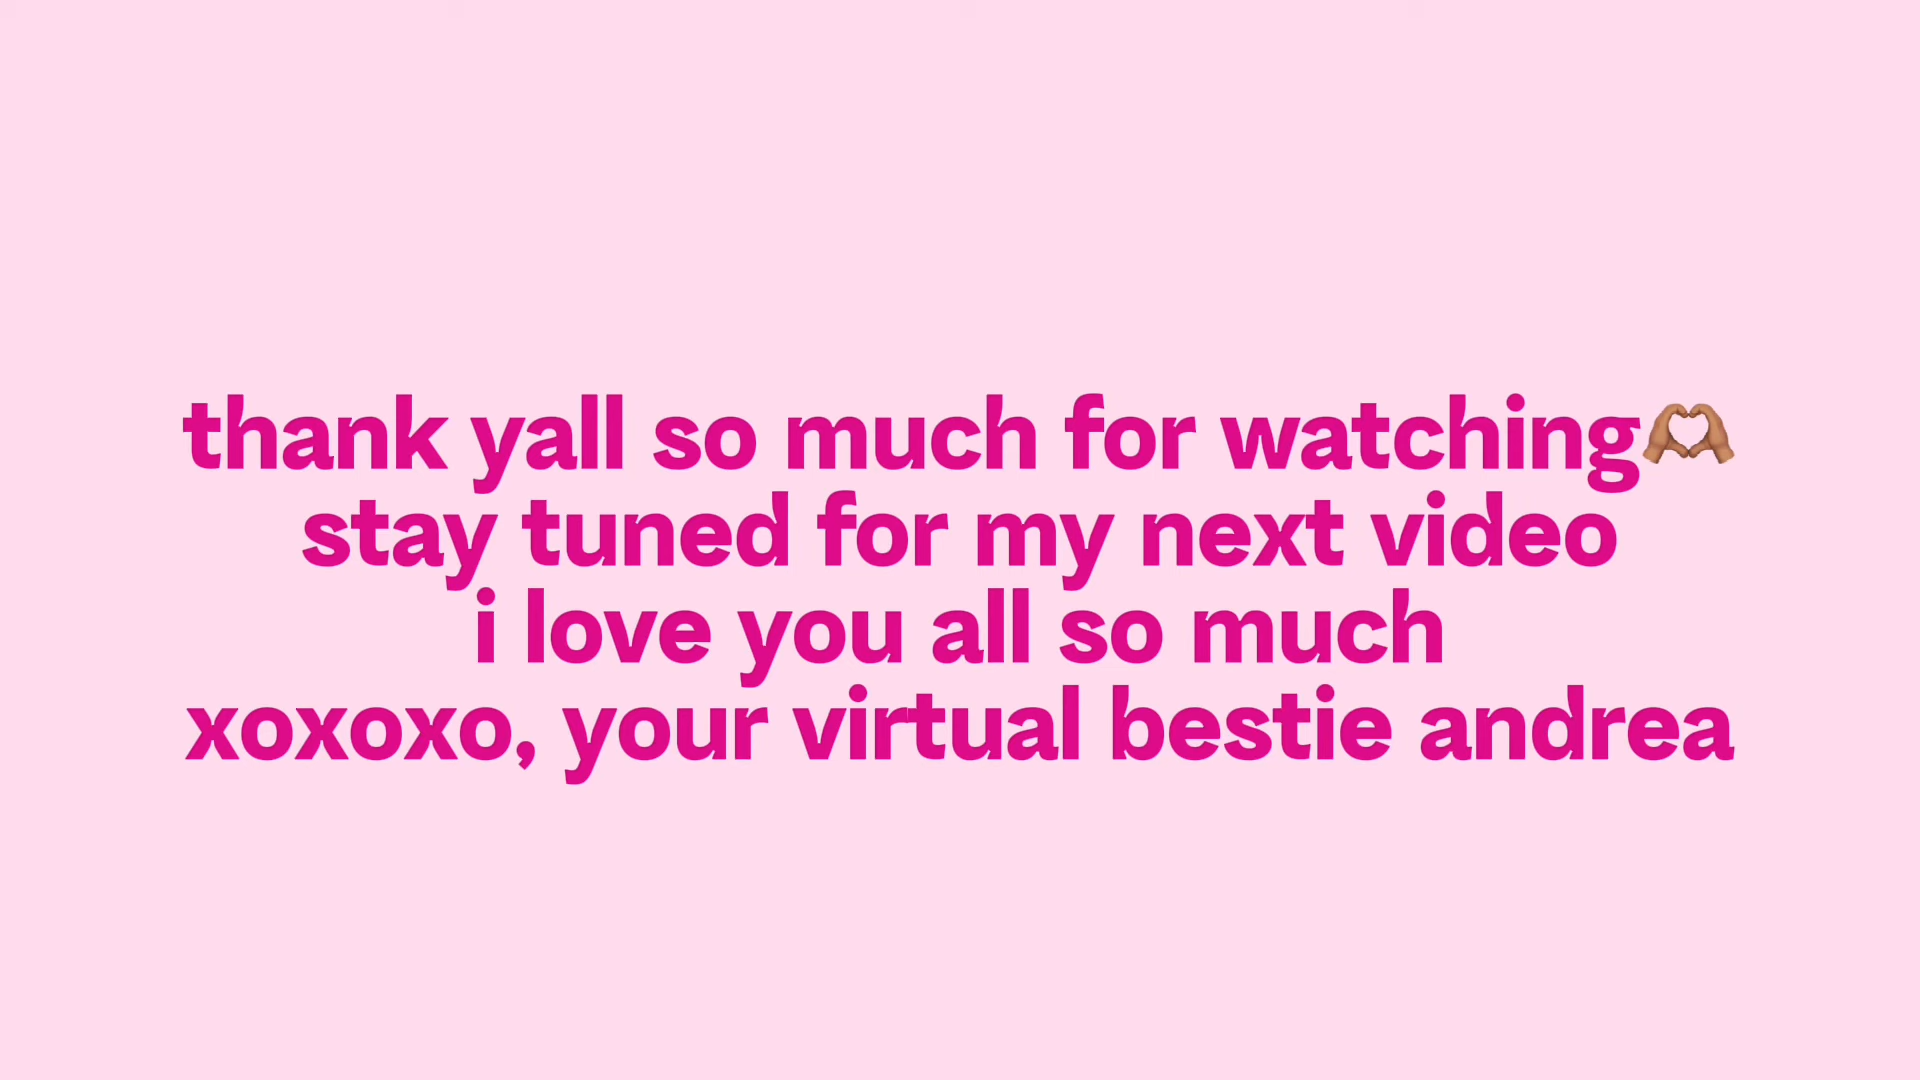 thank yall so much for watching🫶🏽
stay tuned for my next video
i love you all so much
xoxoxo, your virtual bestie andrea